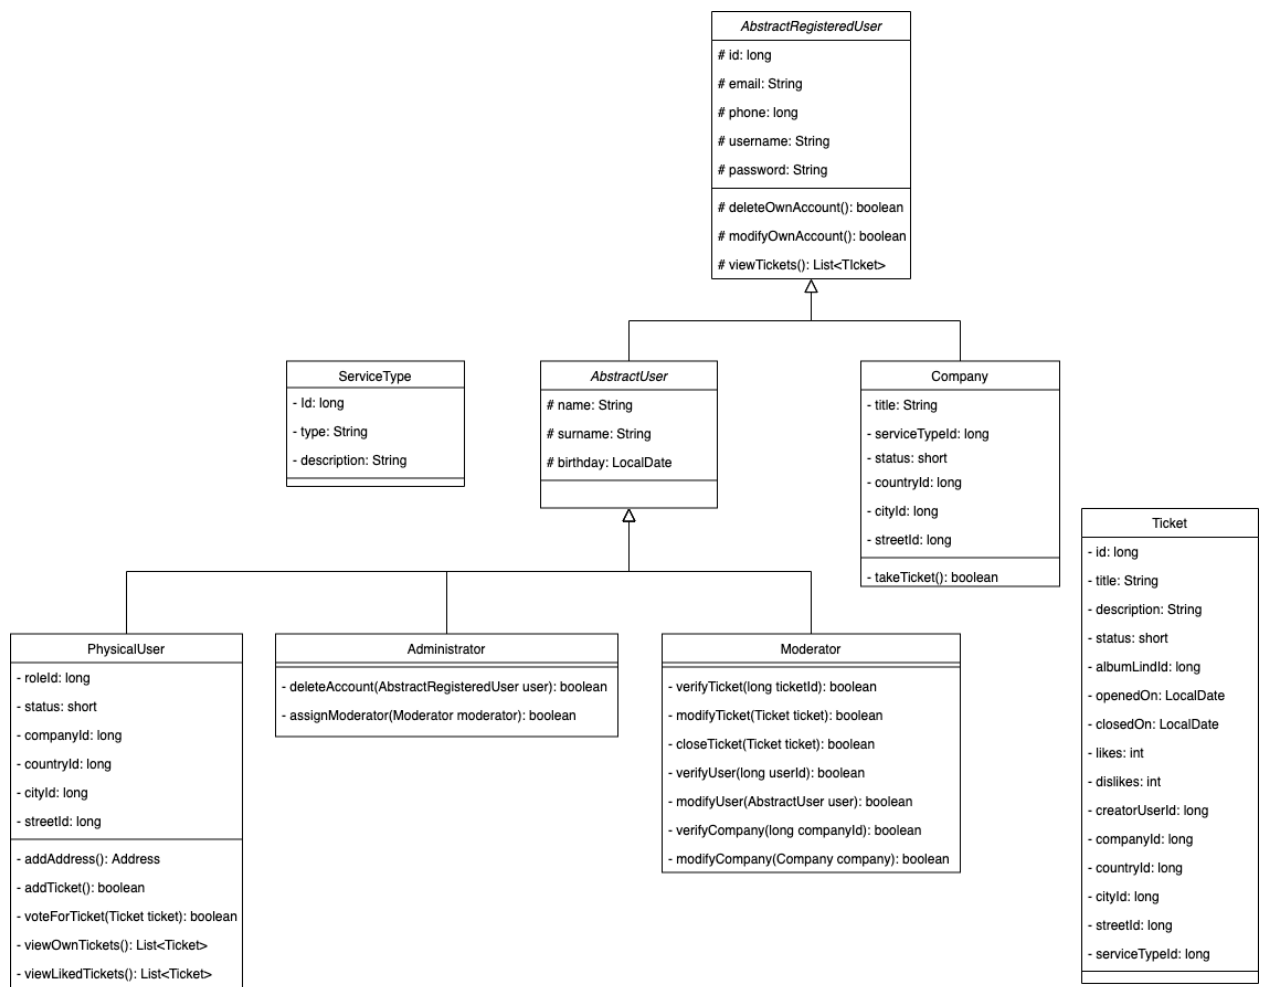 AbstractRegisteredUser
# id: long
# email: String
# phone: long
# username: String
# password: String
# deleteOwnAccount(): boolean
# modifyOwnAccount(): boolean
# viewTickets(): List<TIcket>
ServiceType
- Id: long
- type: String
- description: String
AbstractUser
# name: String
# surname: String
# birthday: LocalDate
Company
- title: String
- serviceTypeId: long
- status: short
- countryId: long
- cityId: long
- streetId: long
- takeTicket(): boolean
Ticket
- id: long
- title: String
- description: String
- status: short
- albumLindId: long
- openedOn: LocalDate
- closedOn: LocalDate
- likes: int
- dislikes: int
- creatorUserId: long
- companyId: long
- countryId: long
- cityId: long
- streetId: long
- serviceTypeId: long
PhysicalUser
- roleId: long
- status: short
- companyId: long
- countryId: long
- cityId: long
- streetId: long
- addAddress(): Address
- addTicket(): boolean
- voteForTicket(Ticket ticket): boolean
- viewOwnTickets(): List<Ticket>
- viewLikedTickets(): List<Ticket>
Administrator
- deleteAccount(AbstractRegisteredUser user): boolean
- assignModerator(Moderator moderator): boolean
Moderator
- verifyTicket(long ticketId): boolean
- modifyTicket(Ticket ticket): boolean
- closeTicket(Ticket ticket): boolean
- verifyUser(long userId): boolean
- modifyUser(AbstractUser user): boolean
- verifyCompany(long companyId): boolean
- modifyCompany(Company company): boolean